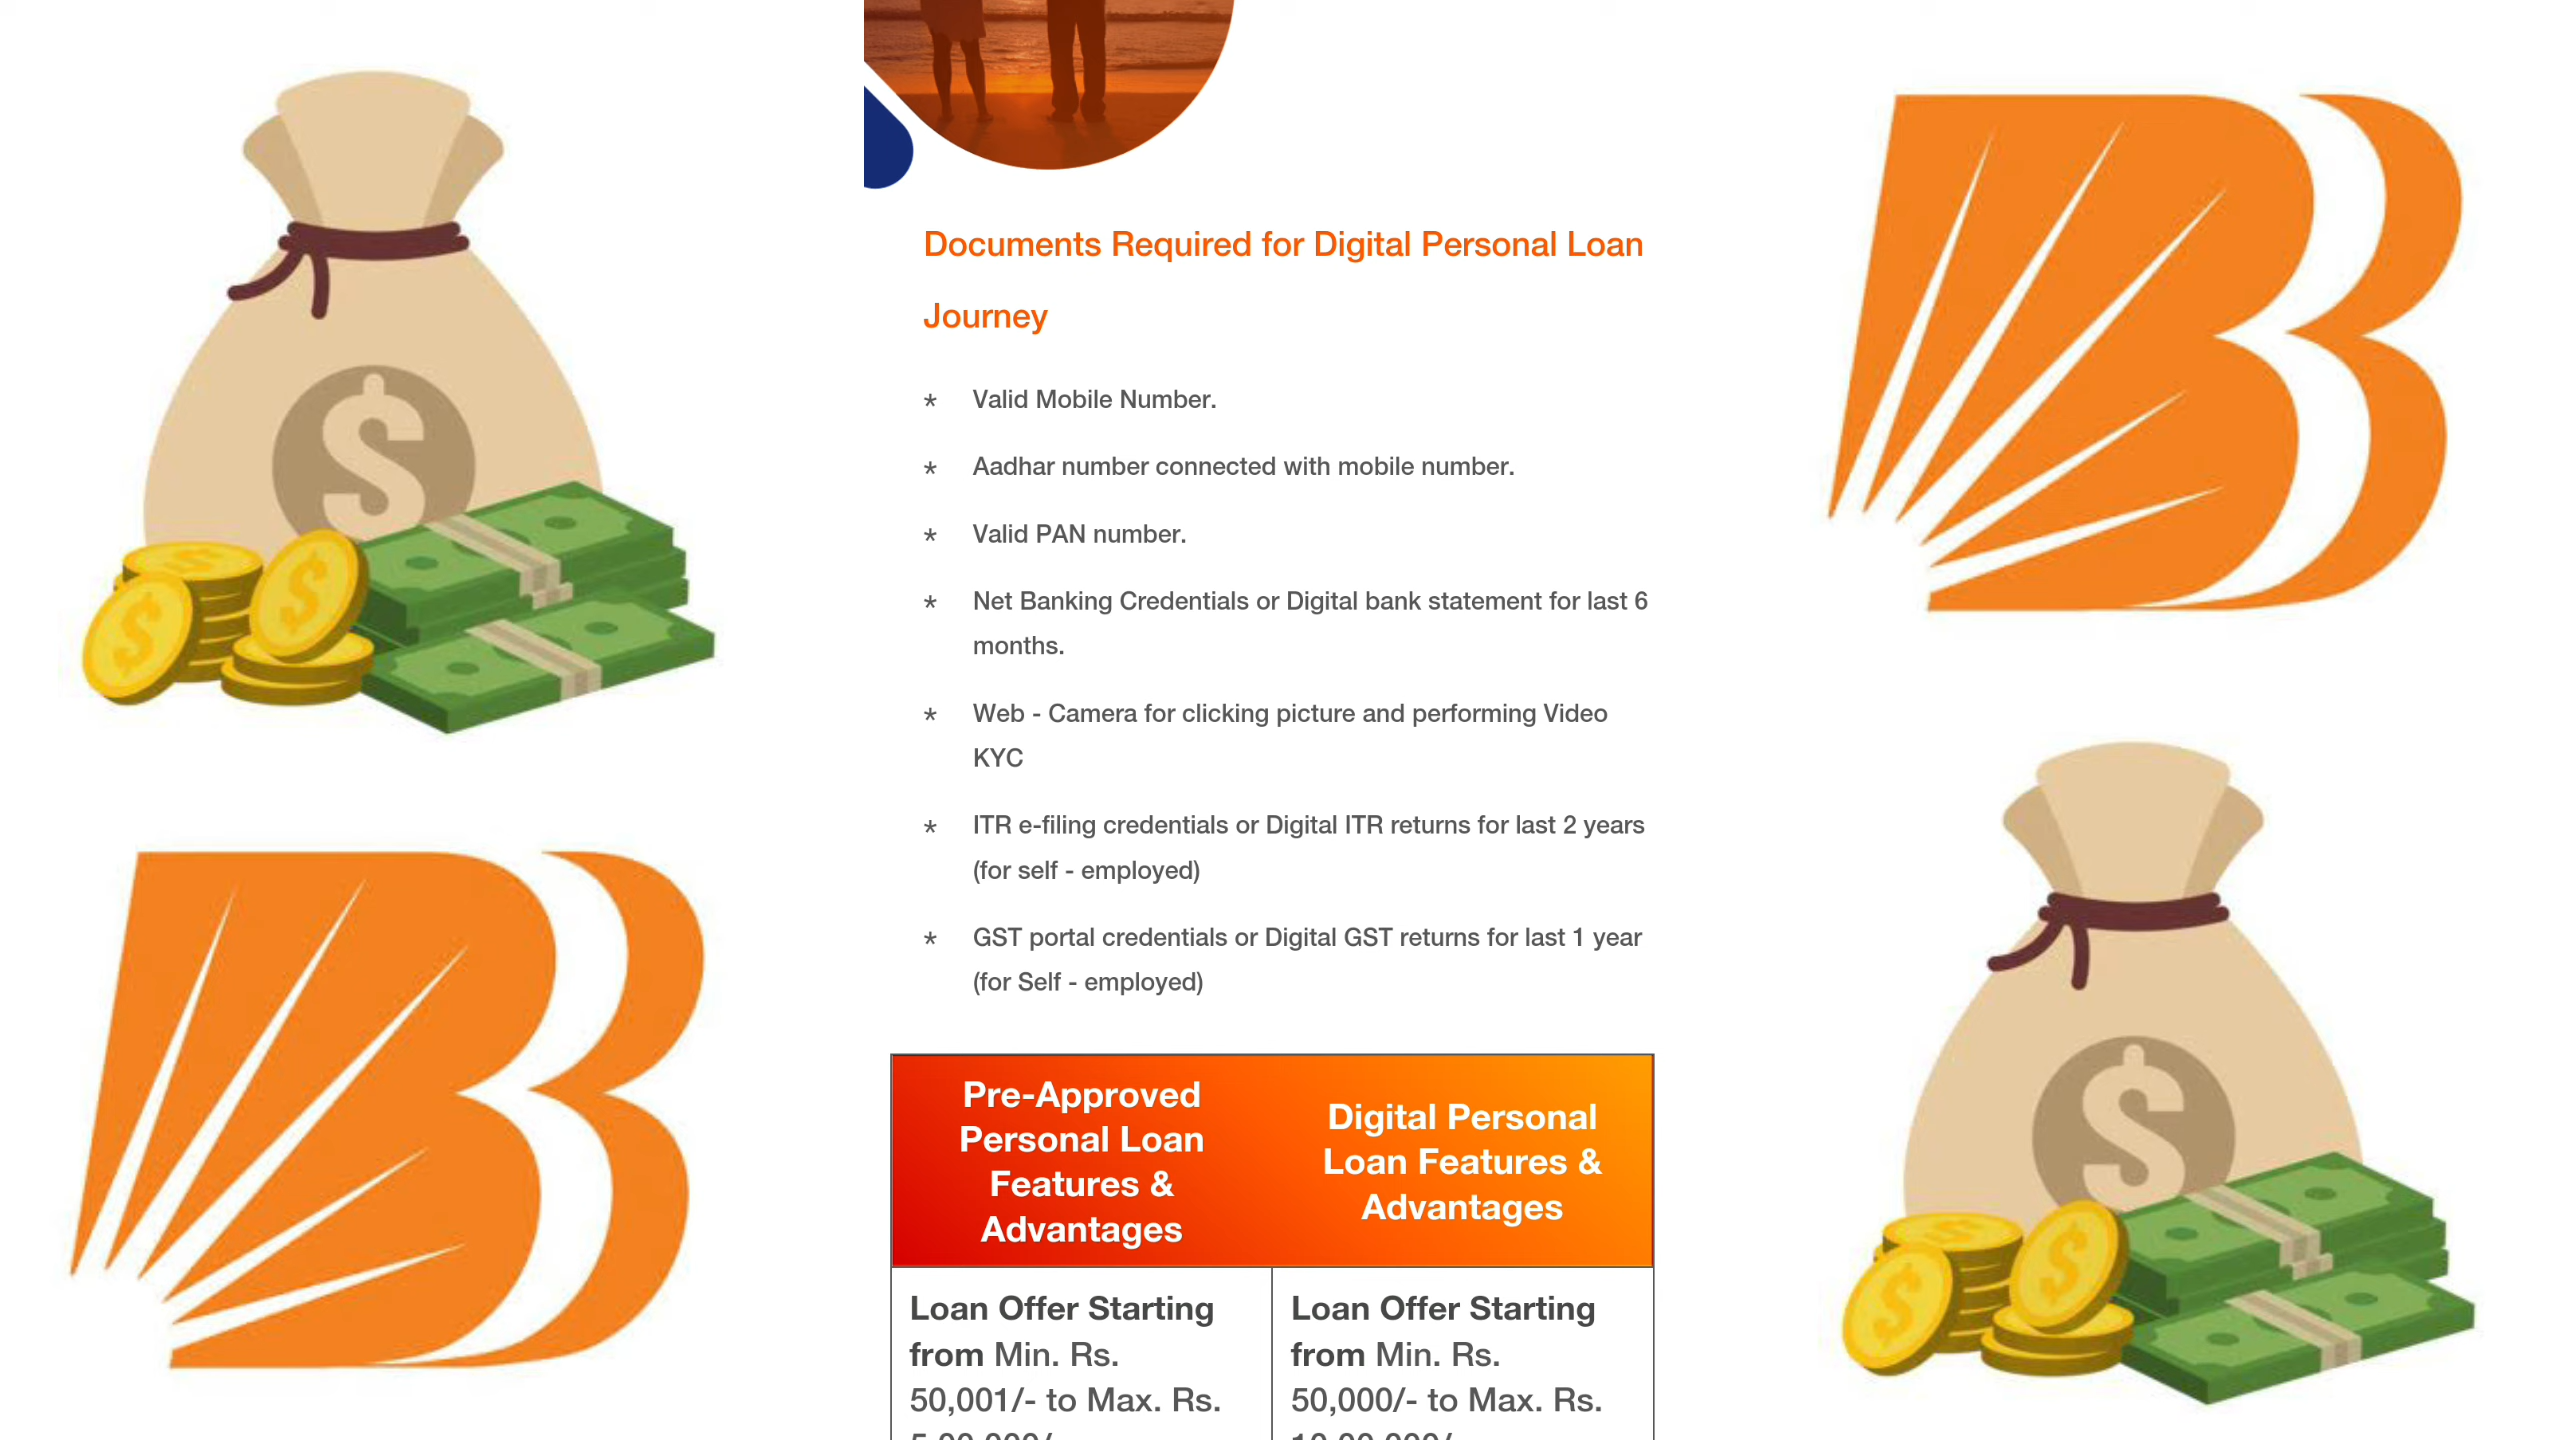 Documents Required for Digital Personal Loan
Journey
* Valid Mobile Number.
* Aadhar number connected with mobile number.
* Valid PAN number.
* Net Banking Credentials or Digital bank statement for last 6
months.
* Web - Camera for clicking picture and performing Video
KYC
* ITR e-filing credentials or Digital ITR returns for last 2 years
(for self - employed)
* GST portal credentials or Digital GST returns for last 1 year
(for Self - employed)
Pre-Approved
Personal Loan
Features &
Advantages
Digital Personal
Loan Features &
Advantages
Loan Offer Starting
from Min. Rs.
50,001/- to Max. Rs.
Loan Offer Starting
from Min. Rs.
50,000/- to Max. Rs.